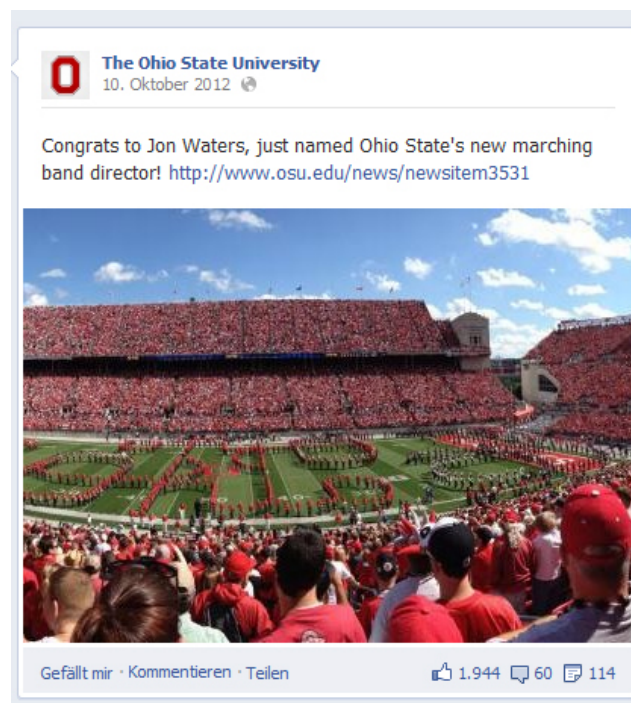 O
The Ohio State University
10. Oktober 2012
Congrats to Jon Waters, just named Ohio State's new marching
band director! http://www.osu.edu/news/newsitem3531
Gefällt mir · Kommentieren · Teilen 1.944 60 114